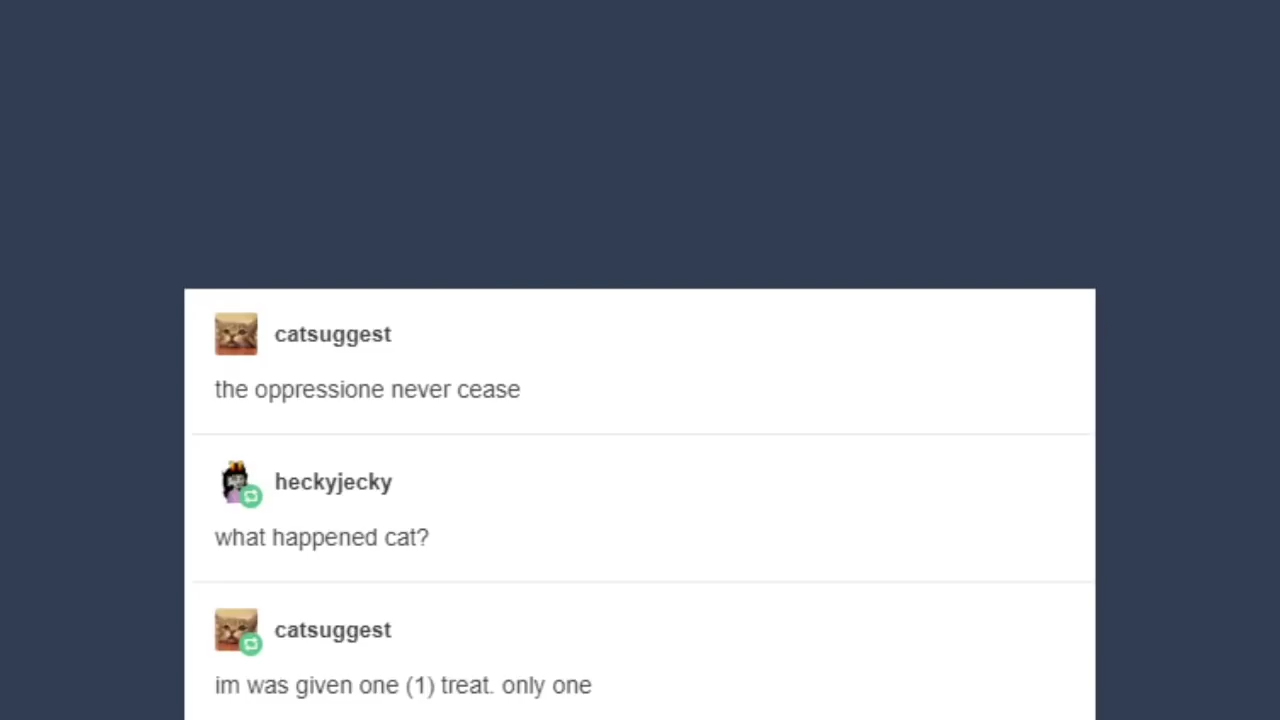 catsuggest
the oppressione never cease
heckyjecky
what happened cat?
catsuggest
im was given one (1) treat. only one